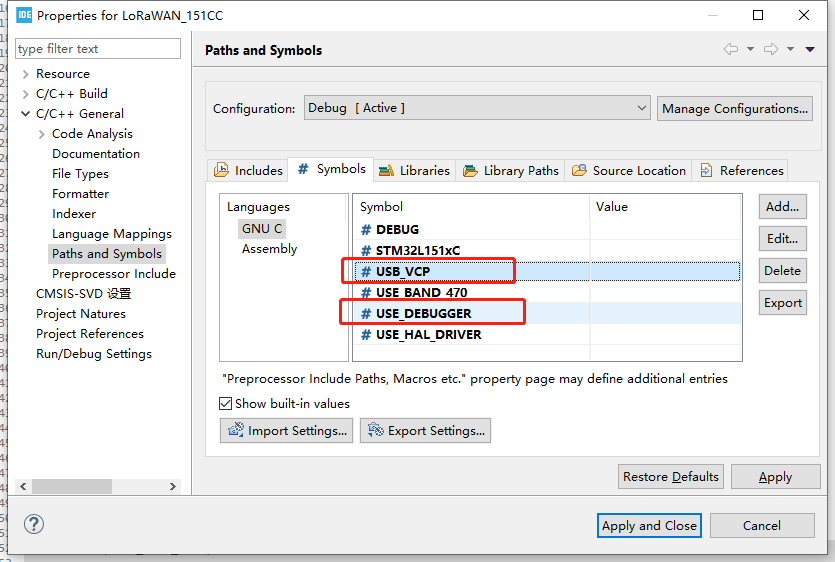 IDE Properties for LoRaWAN_151CC
type filter text
Resource
C/C++ Build
C/C++ General
Code Analysis
Documentation
File Types
Formatter
Indexer
Language Mappings
Paths and Symbols
Preprocessor Include
CMSIS-SVD 设置
Project Natures
Project References
Run/Debug Settings
Paths and Symbols
Configuration: Debug [ Active ] Manage Configurations...
Includes # Symbols Libraries Library Paths Source Location References
Languages
GNU C
Assembly
Symbol Value
# DEBUG
# STM32L151xC
# USB_VCP
# USE_BAND_470
# USE_DEBUGGER
# USE_HAL_DRIVER
Add...
Edit...
Delete
Export
"Preprocessor Include Paths, Macros etc." property page may define additional entries
Show built-in values
Import Settings... Export Settings...
Restore Defaults Apply
? Apply and Close Cancel